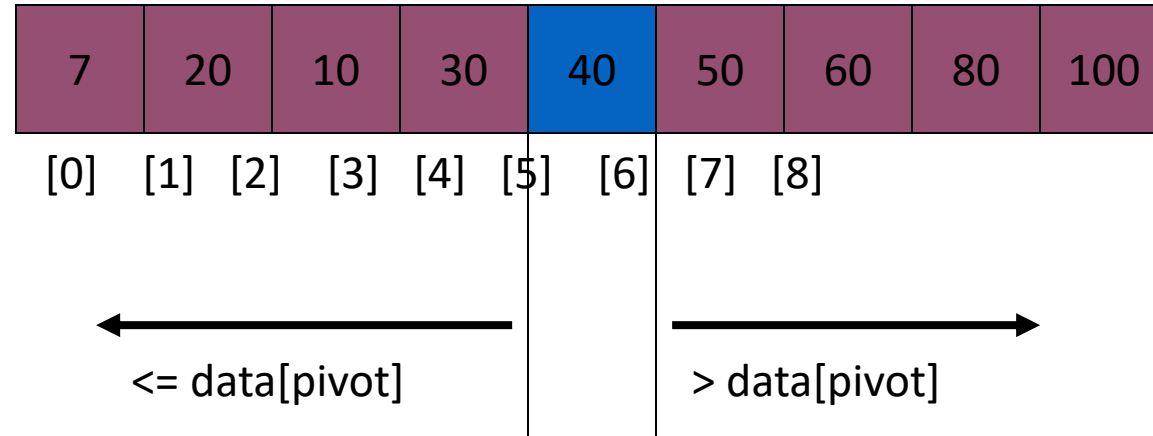 7 20 10 30 40 50 60 80 100
[0] [1] [2] [3] [4] [5] [6] [7] [8]
<= data[pivot] > data[pivot]